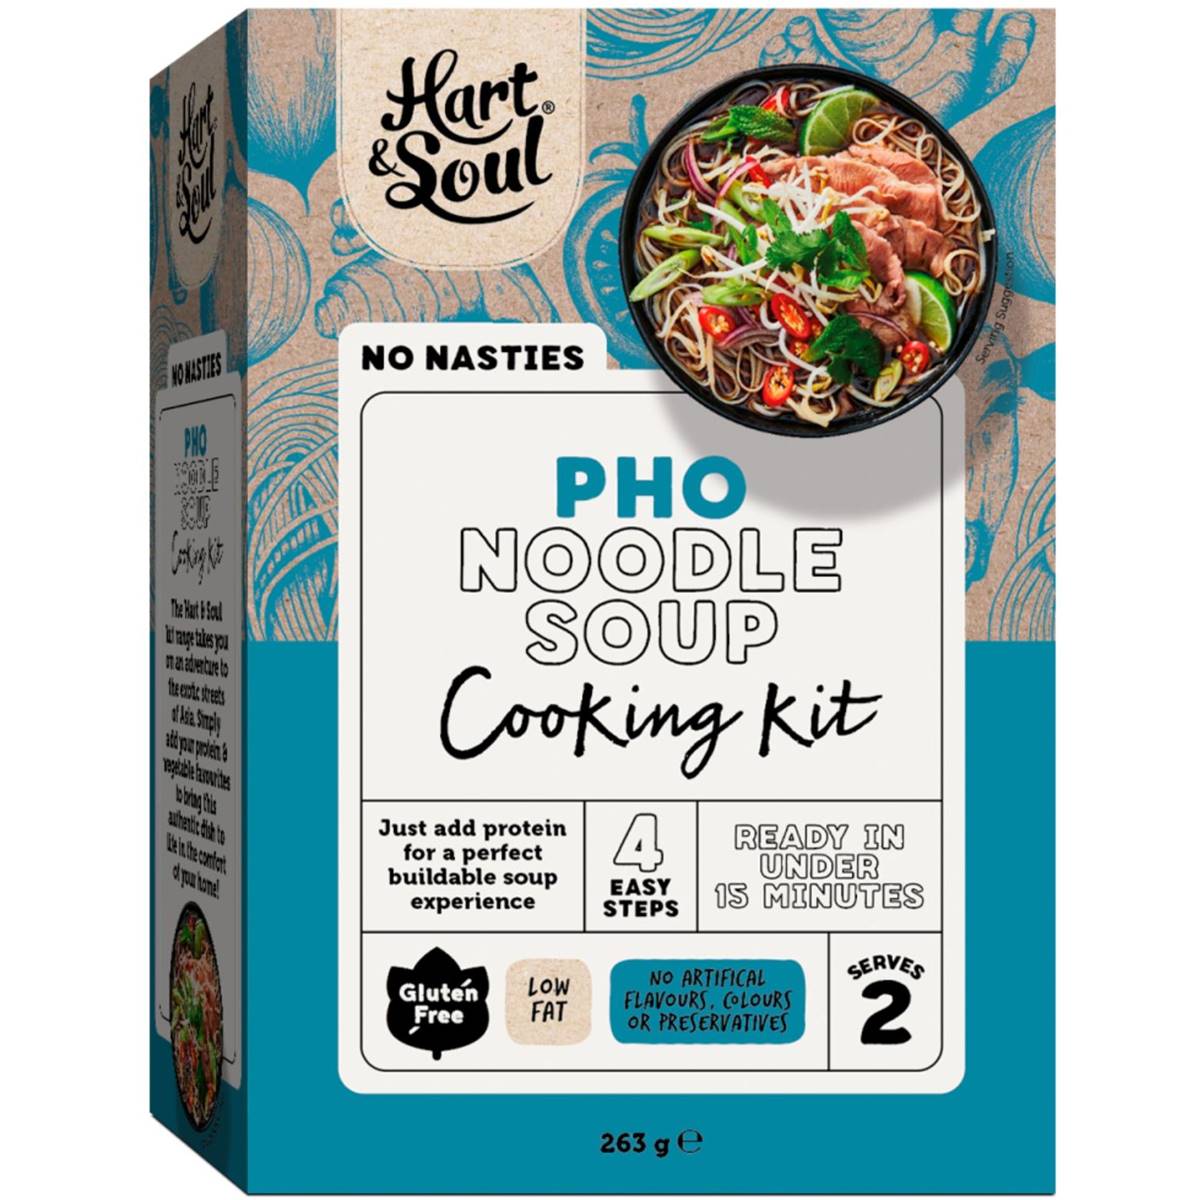 Hart®
& Soul
NO NASTIES
PHO
NOODLE
SOUP
Cooking Kit
Just add protein
for a perfect
buildable soup
experience
4
EASY
STEPS
READY IN
UNDER
15 MINUTES
Gluten
Free
LOW
FAT
NO ARTIFICAL
FLAVOURS, COLOURS
OR PRESERVATIVES
SERVES
2
263 g ℮
Serving Suggestion
Hart
& Soul
NO NASTIES
PHO
NOODLE
SOUP
Cooking Kit
The Hart & Soul
kit range takes you
on an adventure to
the exotic streets
of Asia. Simply
add your protein &
vegetable favourites
to bring this
authentic dish to
life in the comfort
of your home!